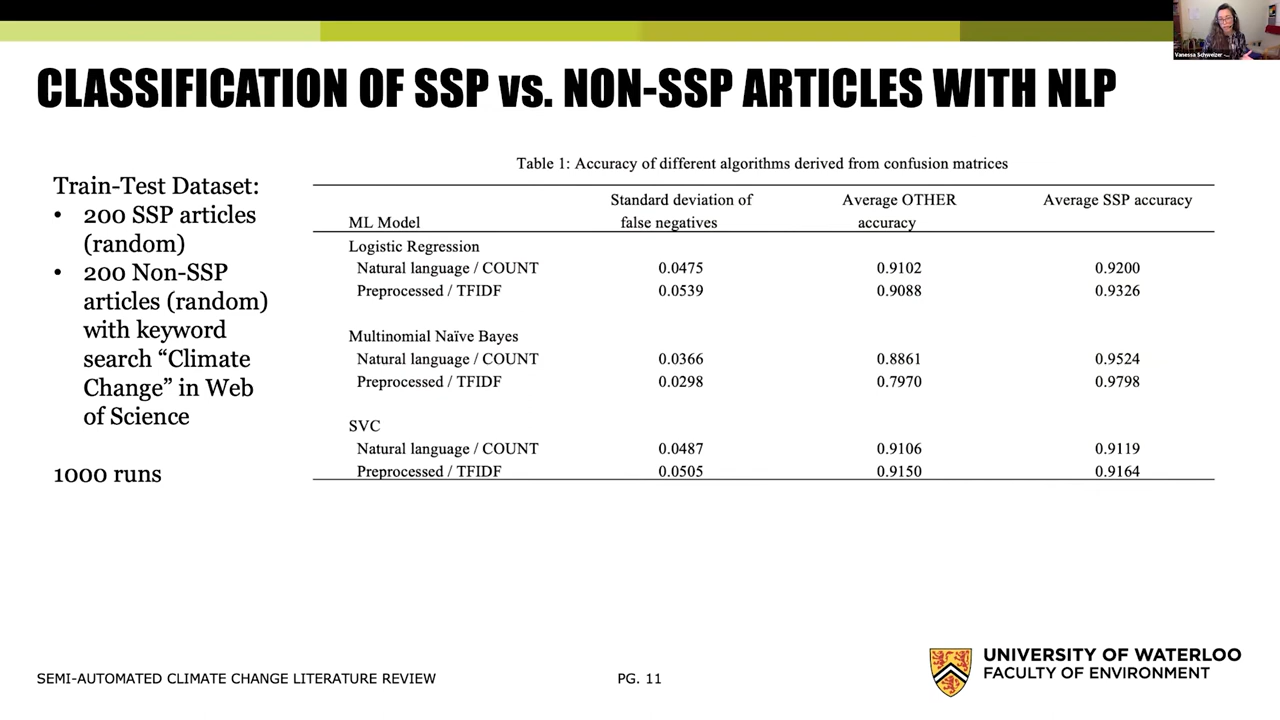 Vanessa Schweizer
CLASSIFICATION OF SSP vs. NON-SSP ARTICLES WITH NLP
Train-Test Dataset:
• 200 SSP articles
(random)
• 200 Non-SSP
articles (random)
with keyword
search “Climate
Change” in Web
of Science
1000 runs
Table 1: Accuracy of different algorithms derived from confusion matrices
ML Model Standard deviation of false negatives Average OTHER accuracy Average SSP accuracy
Logistic Regression
Natural language / COUNT 0.0475 0.9102 0.9200
Preprocessed / TFIDF 0.0539 0.9088 0.9326
Multinomial Naïve Bayes
Natural language / COUNT 0.0366 0.8861 0.9524
Preprocessed / TFIDF 0.0298 0.7970 0.9798
SVC
Natural language / COUNT 0.0487 0.9106 0.9119
Preprocessed / TFIDF 0.0505 0.9150 0.9164
SEMI-AUTOMATED CLIMATE CHANGE LITERATURE REVIEW
PG. 11
UNIVERSITY OF WATERLOO
FACULTY OF ENVIRONMENT